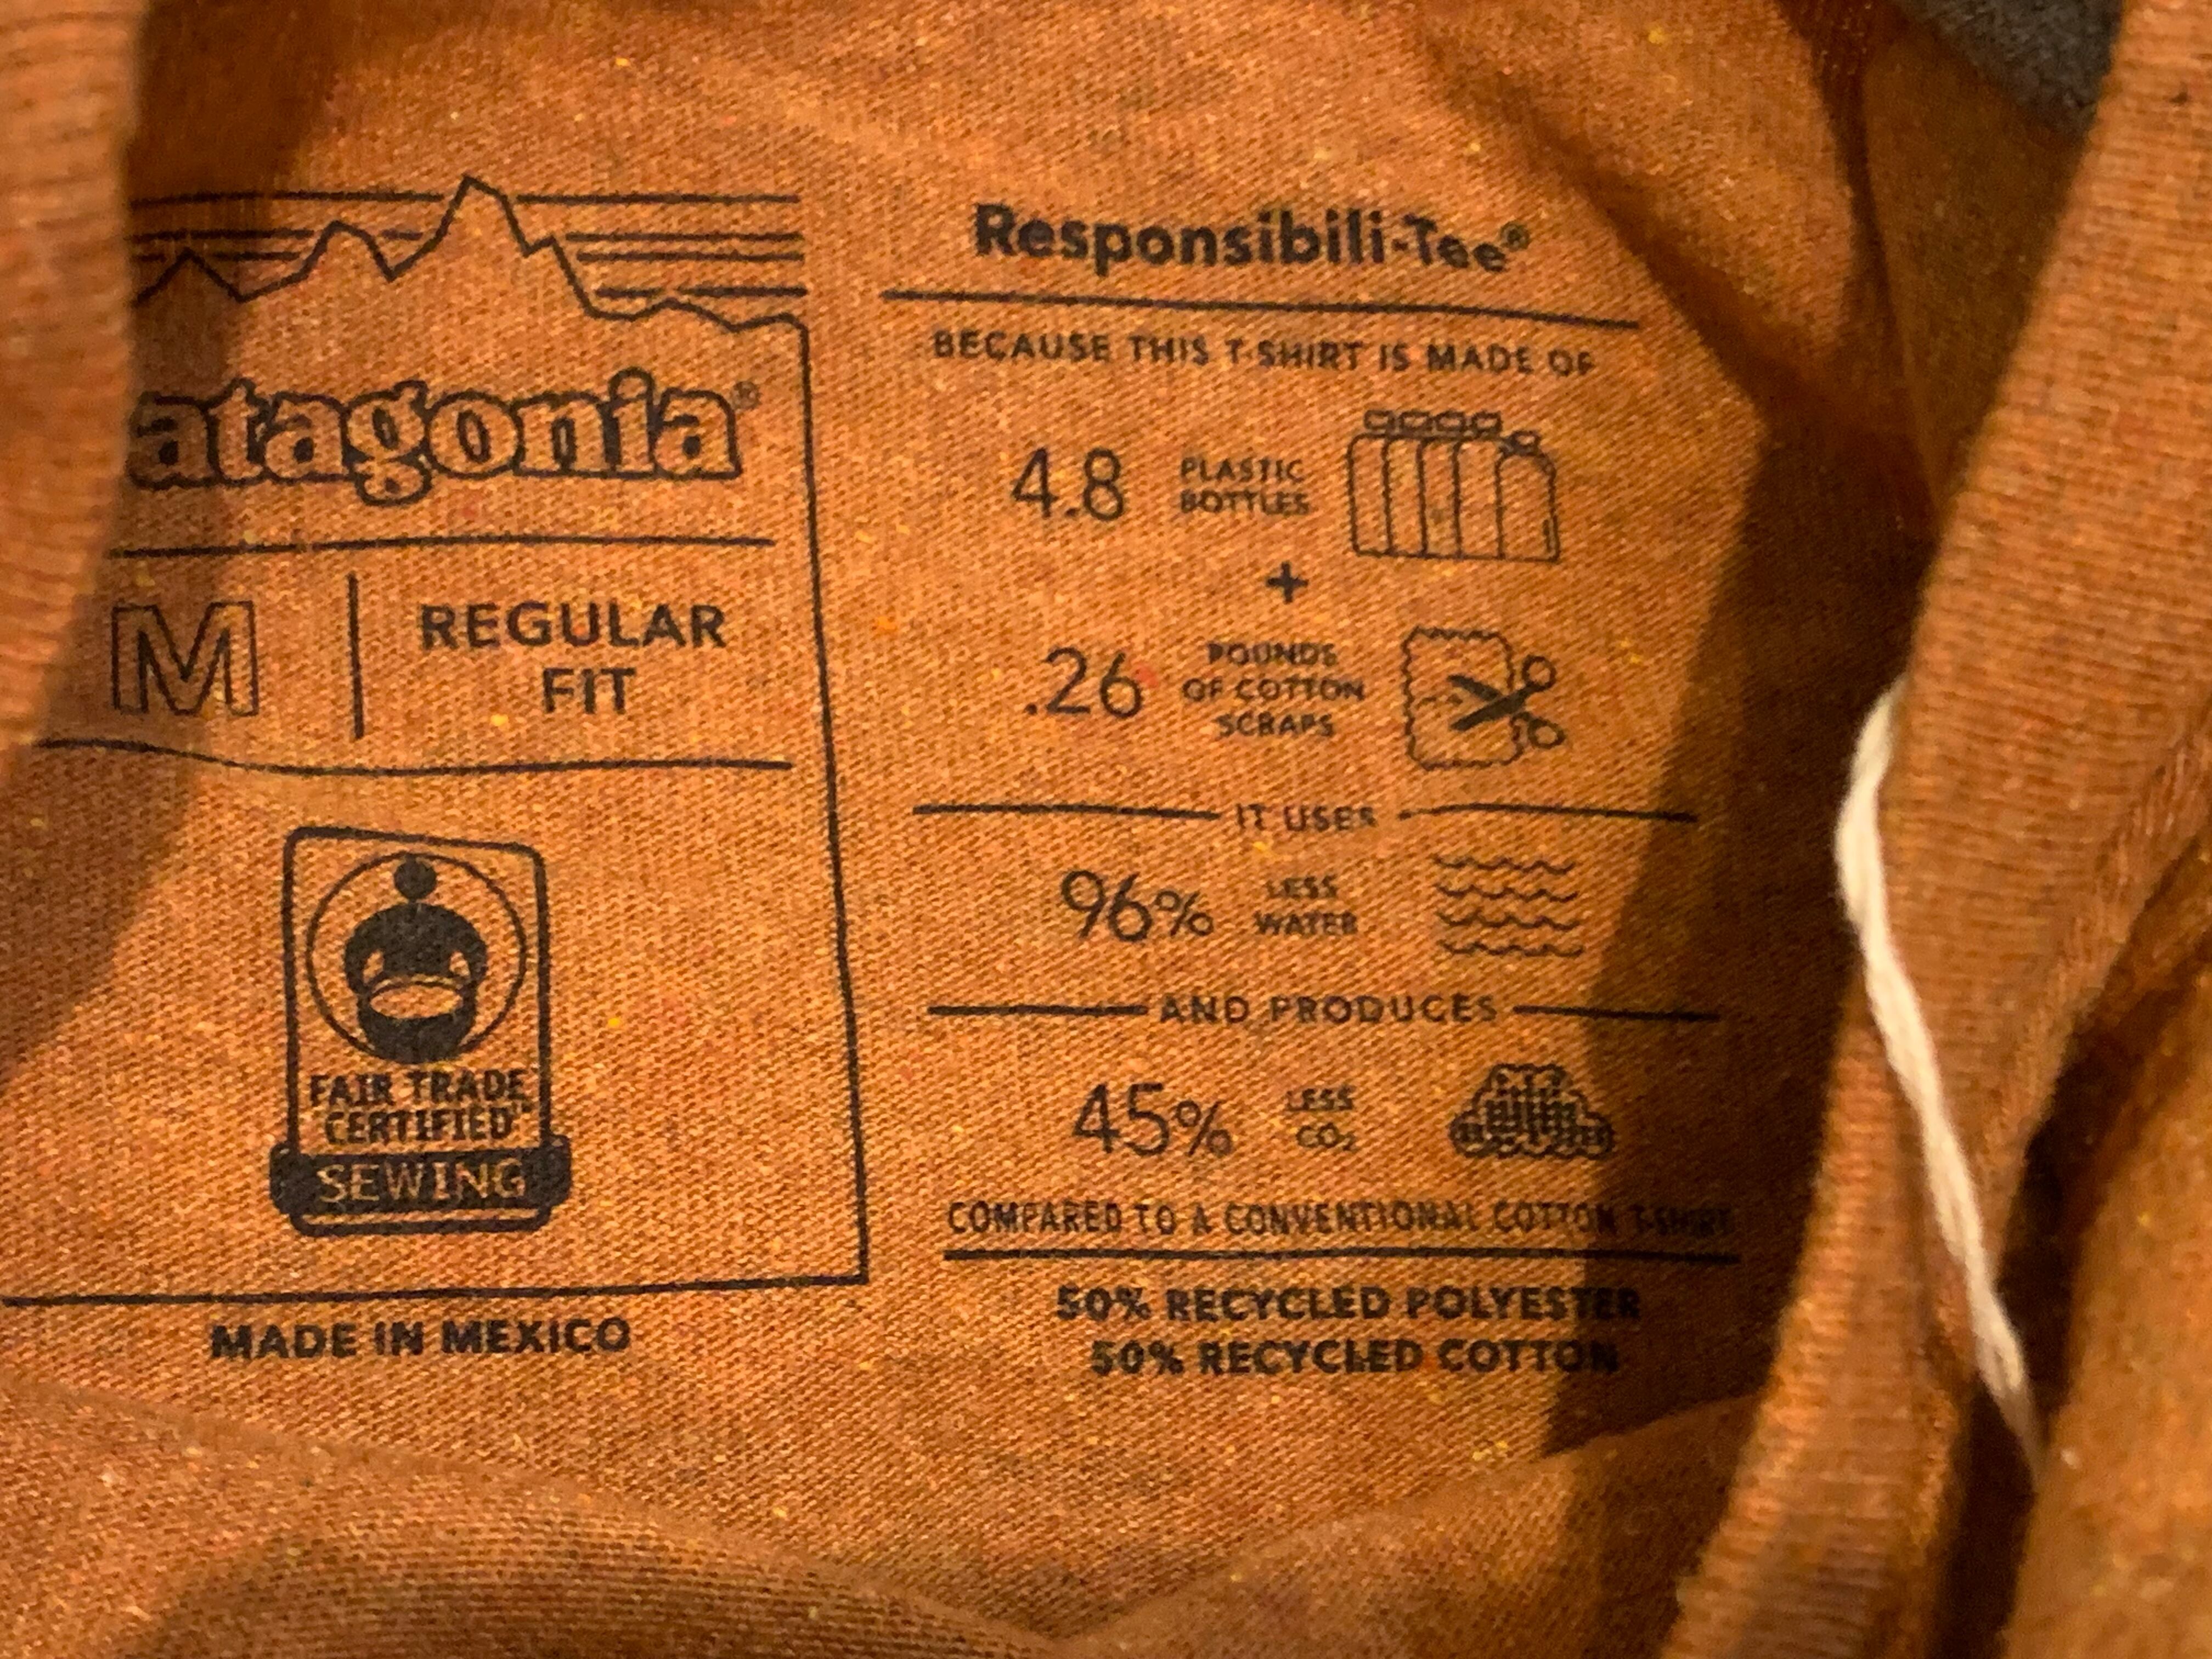 atagonia®
M
REGULAR
FIT
FAIR TRADE
CERTIFIED™
SEWING
MADE IN MEXICO
Responsibili-Tee®
BECAUSE THIS T-SHIRT IS MADE OF
4.8 PLASTIC
BOTTLES
+
.26 POUNDS
OF COTTON
SCRAPS
IT USES
96% LESS
WATER
AND PRODUCES
45% LESS
CO₂
COMPARED TO A CONVENTIONAL COTTON T-SHIRT
50% RECYCLED POLYESTER
50% RECYCLED COTTON